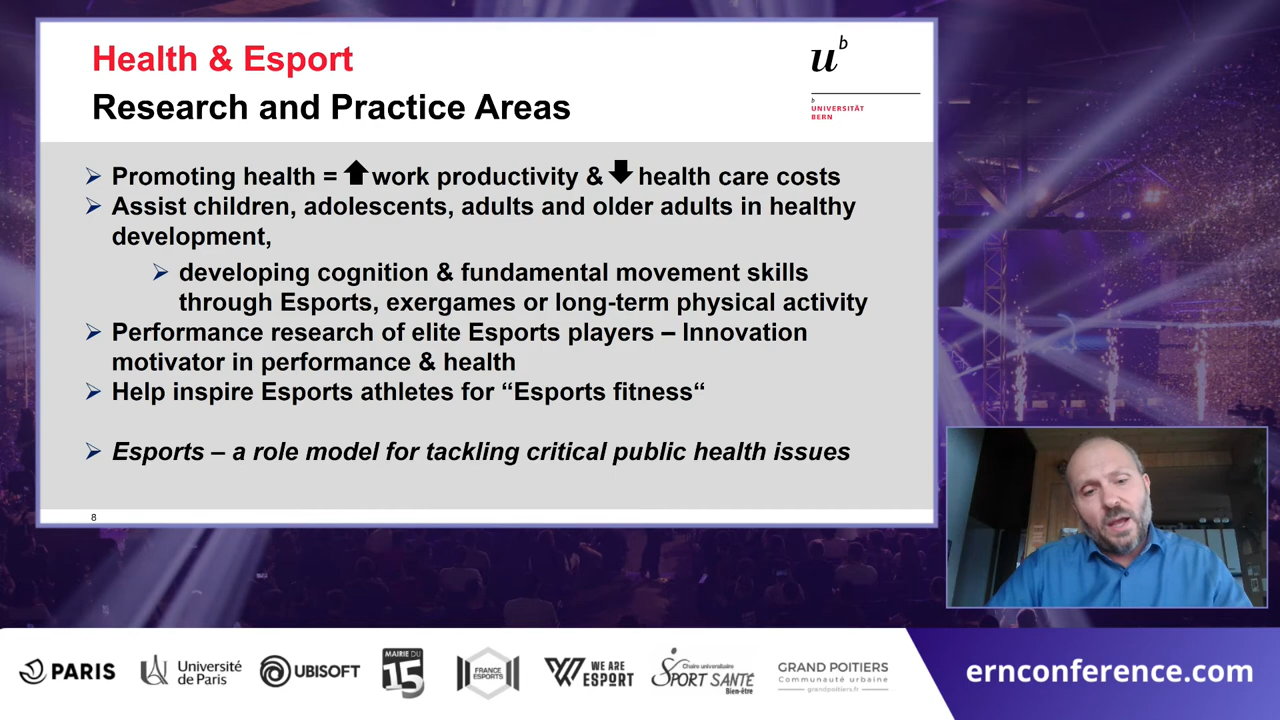 Health & Esport
Research and Practice Areas
u b
b
UNIVERSITÄT
BERN
Promoting health = work productivity & health care costs
Assist children, adolescents, adults and older adults in healthy
development,
developing cognition & fundamental movement skills
through Esports, exergames or long-term physical activity
Performance research of elite Esports players – Innovation
motivator in performance & health
Help inspire Esports athletes for “Esports fitness“
Esports – a role model for tackling critical public health issues
8
PARIS
Université
de Paris
UBISOFT
MAIRIE DU
15
FRANCE
ESPORTS
WE ARE
ESPORT
Chaire universitaire
SPORT SANTÉ
Bien-être
GRAND POITIERS
Communauté urbaine
grandpoitiers.fr
ernconference.com